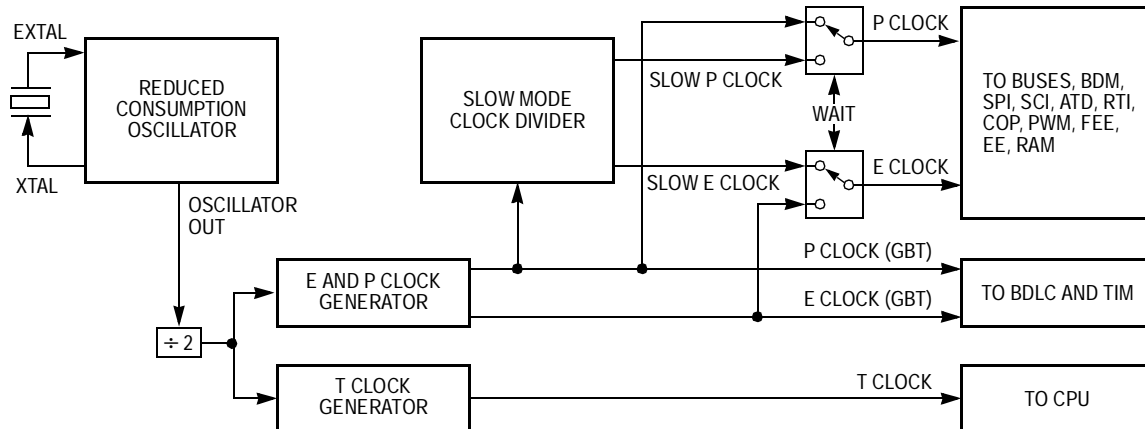 EXTAL
REDUCED
CONSUMPTION
OSCILLATOR
XTAL
OSCILLATOR
OUT
÷ 2
SLOW MODE
CLOCK DIVIDER
SLOW P CLOCK
WAIT
SLOW E CLOCK
P CLOCK
E CLOCK
TO BUSES, BDM,
SPI, SCI, ATD, RTI,
COP, PWM, FEE,
EE, RAM
E AND P CLOCK
GENERATOR
P CLOCK (GBT)
E CLOCK (GBT)
TO BDLC AND TIM
T CLOCK
GENERATOR
T CLOCK
TO CPU